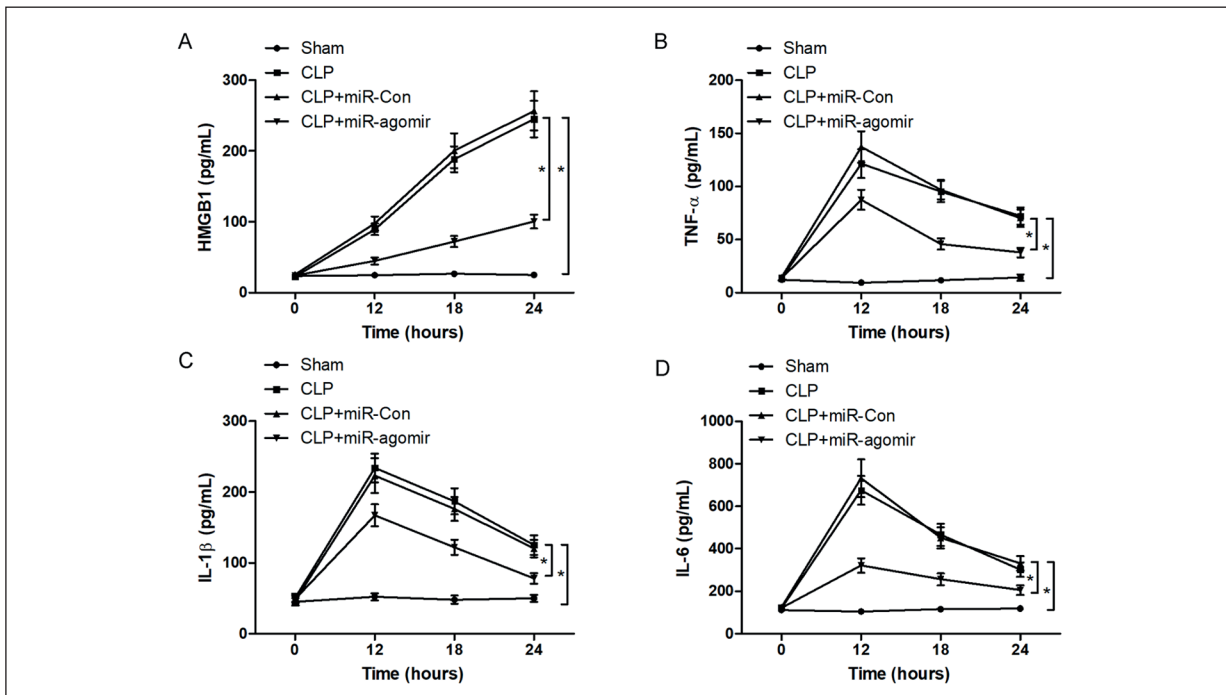 A
Sham
CLP
CLP+miR-Con
CLP+miR-agomir
HMGB1 (pg/mL)
300
200
100
0
* *
0 12 18 24
Time (hours)
B
Sham
CLP
CLP+miR-Con
CLP+miR-agomir
TNF-α (pg/mL)
200
150
100
50
0
* *
0 12 18 24
Time (hours)
C
Sham
CLP
CLP+miR-Con
CLP+miR-agomir
IL-1β (pg/mL)
300
200
100
0
* *
0 12 18 24
Time (hours)
D
Sham
CLP
CLP+miR-Con
CLP+miR-agomir
IL-6 (pg/mL)
1000
800
600
400
200
0
* *
0 12 18 24
Time (hours)